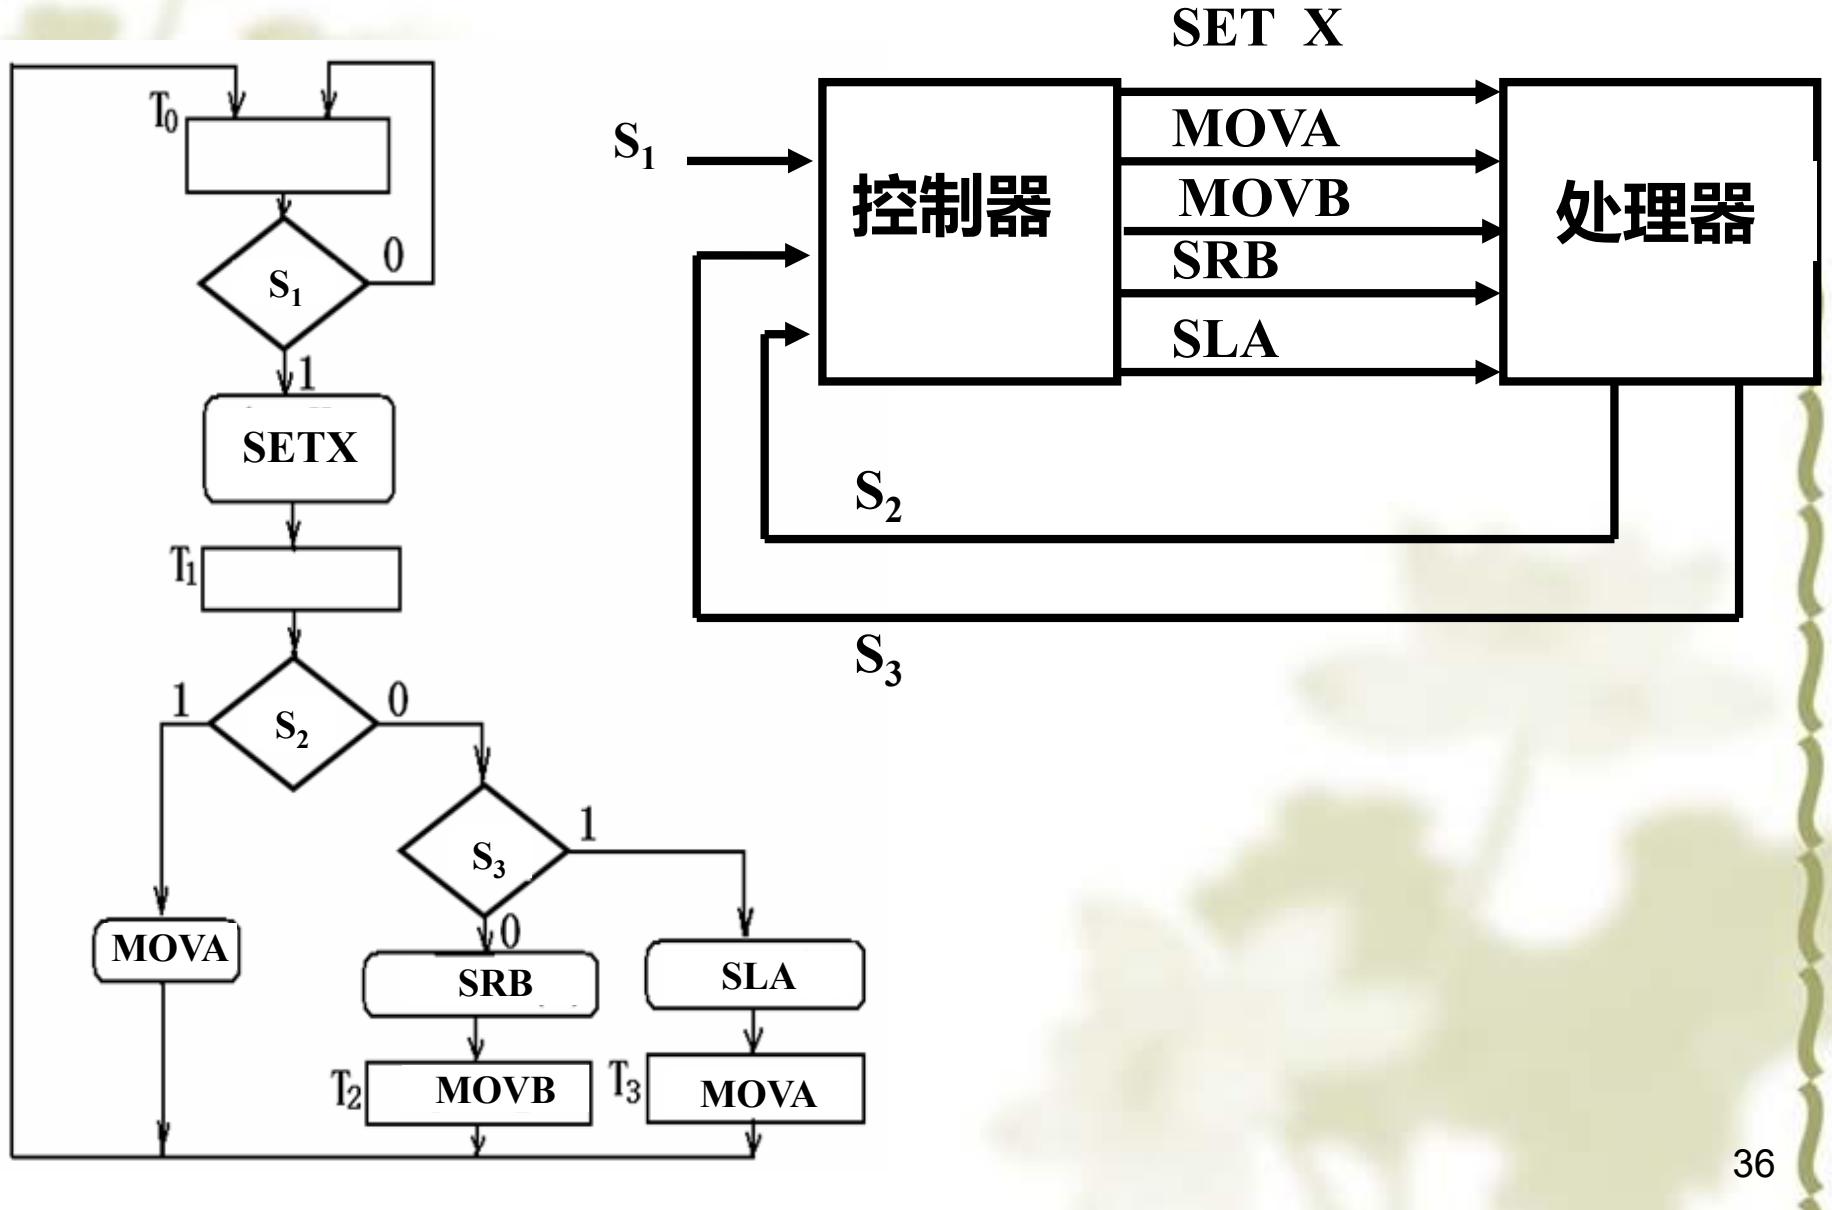 T0
S1
0
1
SETX
T1
S2
1
0
S3
1
0
MOVA
SRB
SLA
T2
MOVB
T3
MOVA
SET X
MOVA
MOVB
SRB
SLA
S1
控制器
处理器
S2
S3
36